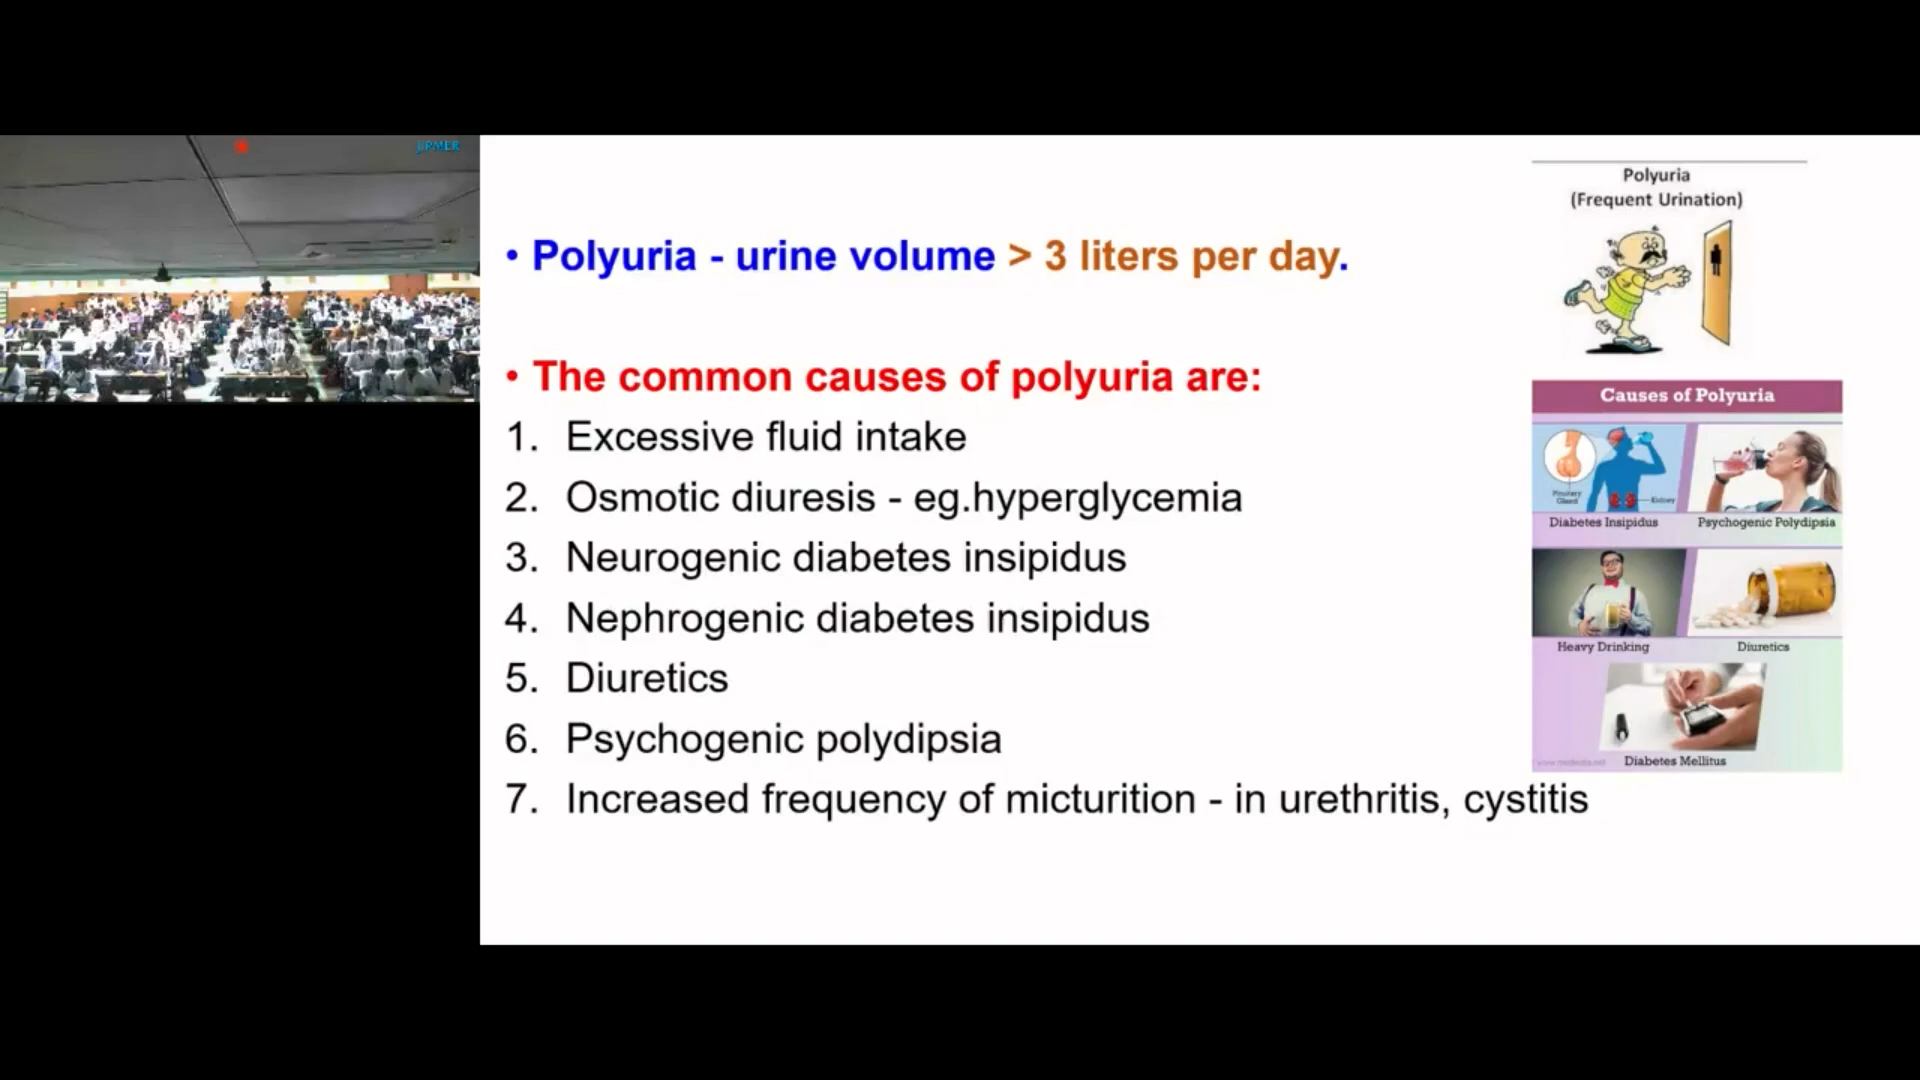 JIPMER
• Polyuria - urine volume > 3 liters per day.
• The common causes of polyuria are:
1. Excessive fluid intake
2. Osmotic diuresis - eg.hyperglycemia
3. Neurogenic diabetes insipidus
4. Nephrogenic diabetes insipidus
5. Diuretics
6. Psychogenic polydipsia
7. Increased frequency of micturition - in urethritis, cystitis
Polyuria
(Frequent Urination)
Causes of Polyuria
Pituitary
Gland
Kidney
Diabetes Insipidus
Psychogenic Polydipsia
Heavy Drinking
Diuretics
Diabetes Mellitus